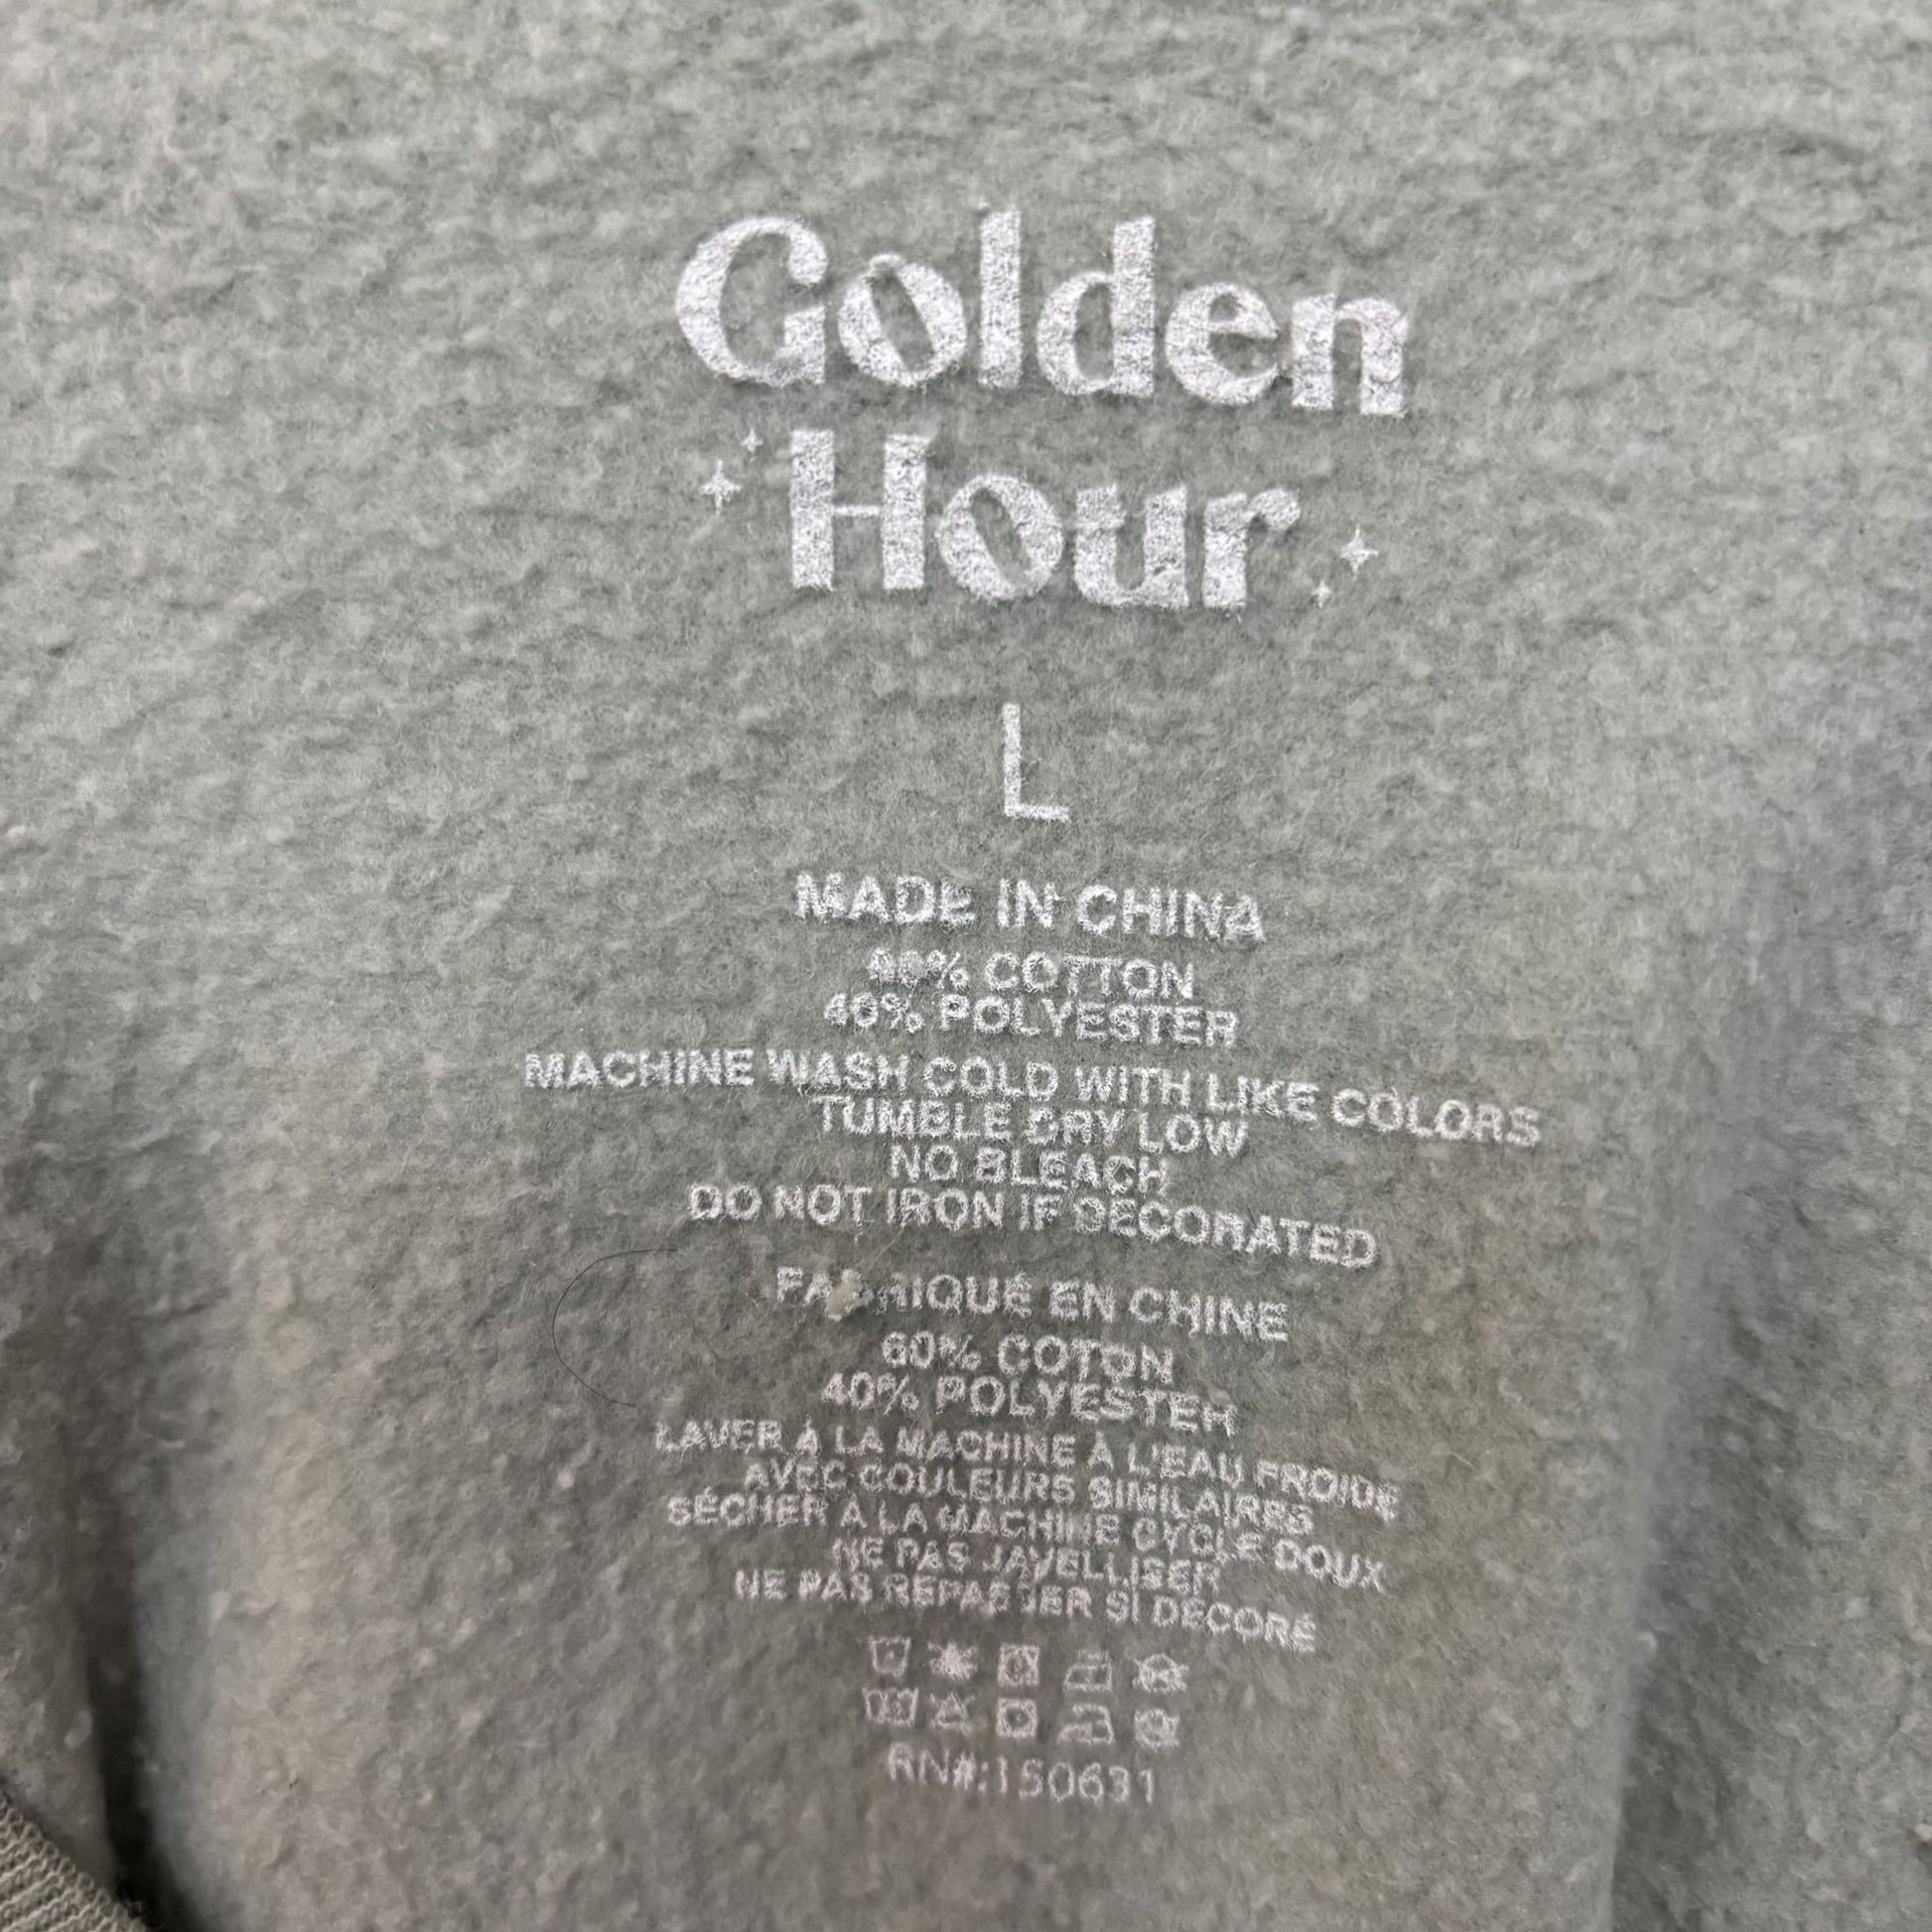 Golden
Hour
L
MADE IN CHINA
60% COTTON
40% POLYESTER
MACHINE WASH COLD WITH LIKE COLORS
TUMBLE DRY LOW
NO BLEACH
DO NOT IRON IF DECORATED
FABRIQUÉ EN CHINE
60% COTON
40% POLYESTER
LAVER À LA MACHINE À L'EAU FROIDE
AVEC COULEURS SIMILAIRES
SÉCHER À LA MACHINE CYCLE DOUX
NE PAS JAVELLISER
NE PAS REPASSER SI DÉCORÉ
RN#:150631